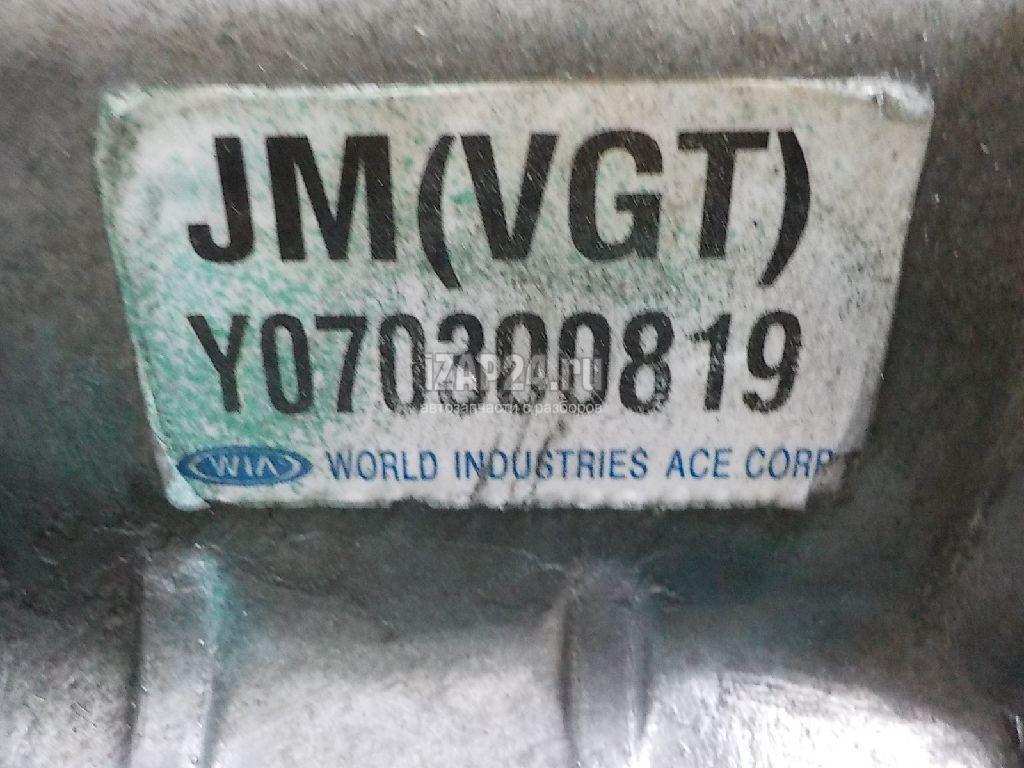 JM(VGT)
Y070300819
iZAP24.ru
автозапчасти с разборов
WIA WORLD INDUSTRIES ACE CORP